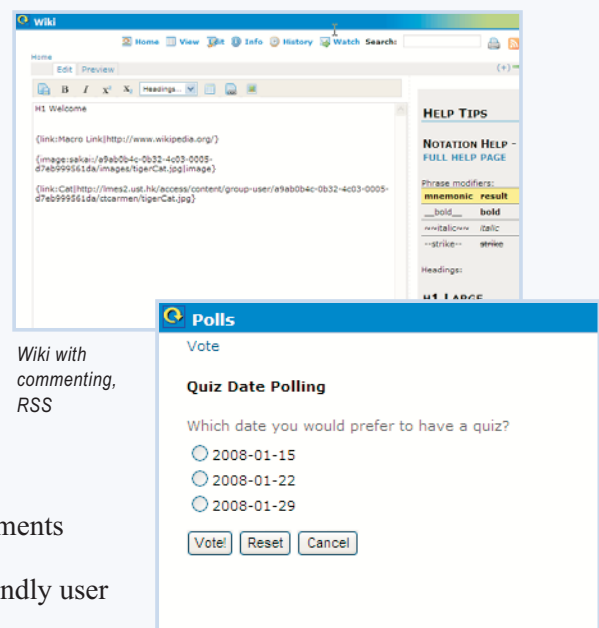 Wiki
Home View Edit Info History Watch Search:
Home
Edit Preview
(+)
B I x² X₂ Headings...
H1 Welcome
{link:Macro Link|http://www.wikipedia.org/}
{image:sakai:/a9ab0b4c-0b32-4c03-0005-
d7eb999561da/images/tigerCat.jpg|image}
{link:Cat|http://lmes2.ust.hk/access/content/group-user/a9ab0b4c-0b32-4c03-0005-
d7eb999561da/ctcarmen/tigerCat.jpg}
HELP TIPS
NOTATION HELP -
FULL HELP PAGE
Phrase modifiers:
mnemonic result
__bold__ bold
~~italic~~ italic
--strike-- strike
Headings:
H1 LARGE
Wiki with
commenting,
RSS
Polls
Vote
Quiz Date Polling
Which date you would prefer to have a quiz?
2008-01-15
2008-01-22
2008-01-29
Vote! Reset Cancel
ments
ndly user